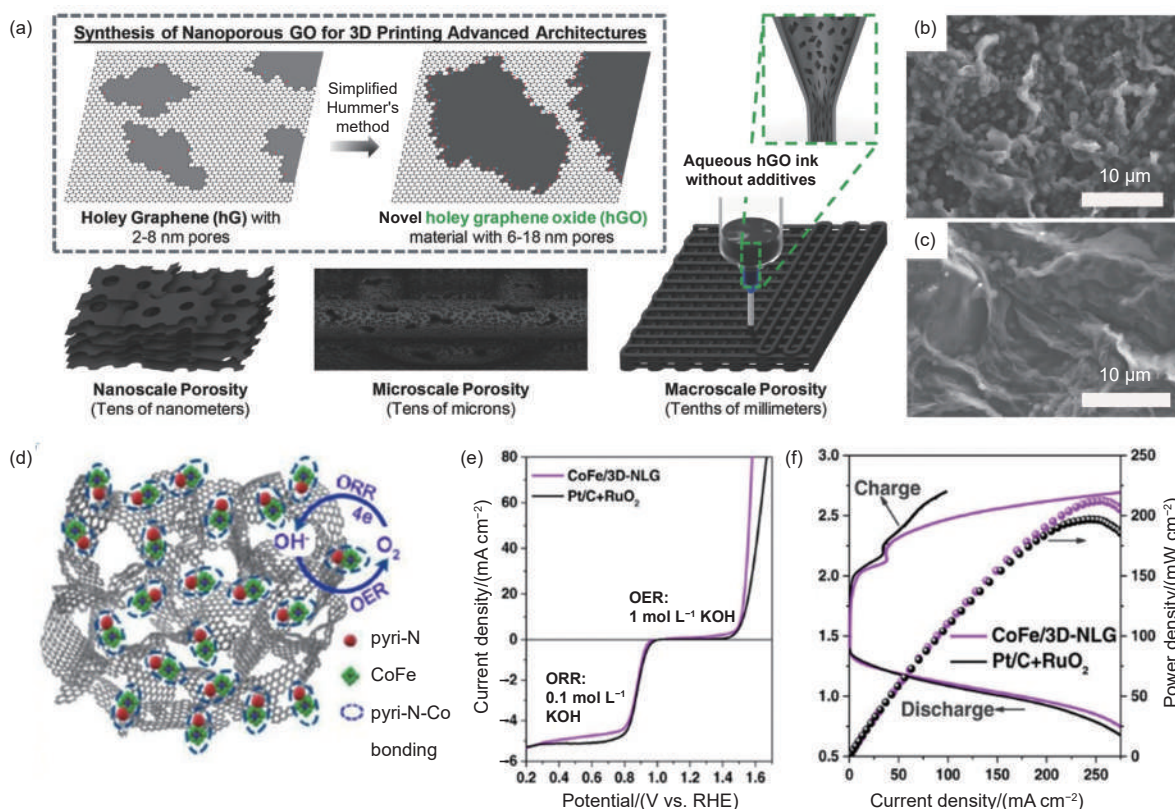 (a)
Synthesis of Nanoporous GO for 3D Printing Advanced Architectures
Simplified
Hummer's
method
Holey Graphene (hG) with
2-8 nm pores
Novel holey graphene oxide (hGO)
material with 6-18 nm pores
Aqueous hGO ink
without additives
Nanoscale Porosity
(Tens of nanometers)
Microscale Porosity
(Tens of microns)
Macroscale Porosity
(Tenths of millimeters)
(b)
10 μm
(c)
10 μm
(d)
ORR
4e
OH-
O2
OER
pyri-N
CoFe
pyri-N-Co
bonding
(e)
Current density/(mA cm−2)
80
60
40
20
0
−2
−4
−6
CoFe/3D-NLG
Pt/C+RuO2
OER:
1 mol L−1 KOH
ORR:
0.1 mol L−1
KOH
0.2 0.4 0.6 0.8 1.0 1.2 1.4 1.6
Potential/(V vs. RHE)
(f)
3.0
2.5
2.0
1.5
1.0
0.5
Charge
CoFe/3D-NLG
Pt/C+RuO2
Discharge
0 50 100 150 200 250
Current density/(mA cm−2)
250
200
150
100
50
0
Power density/(mW cm−2)